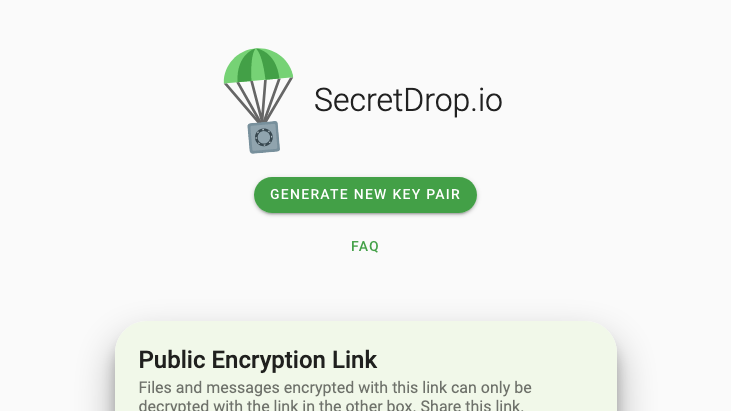 SecretDrop.io
GENERATE NEW KEY PAIR
FAQ
Public Encryption Link
Files and messages encrypted with this link can only be
decrypted with the link in the other box. Share this link.